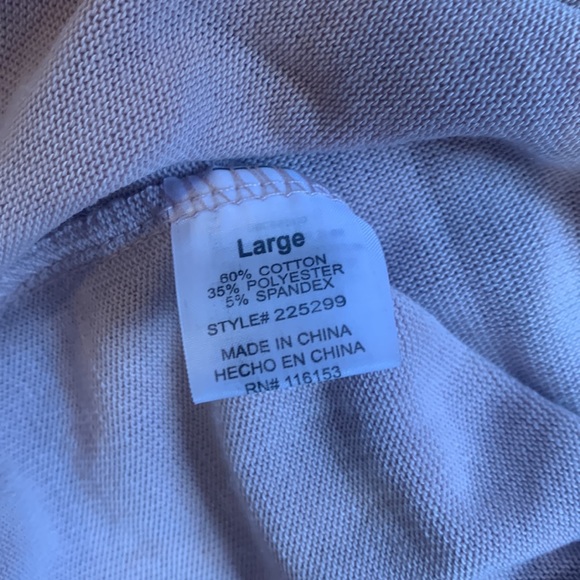 Large
60% COTTON
35% POLYESTER
5% SPANDEX
STYLE# 225299
MADE IN CHINA
HECHO EN CHINA
RN# 116153